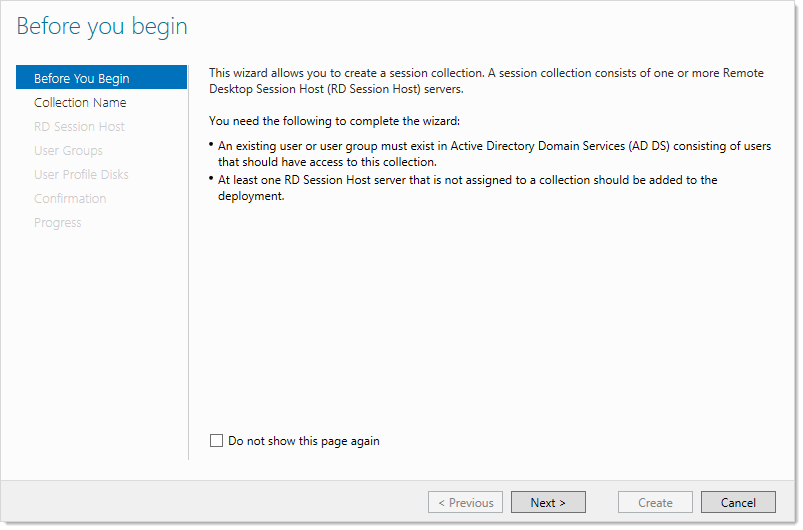 Before you begin
Before You Begin
Collection Name
RD Session Host
User Groups
User Profile Disks
Confirmation
Progress
This wizard allows you to create a session collection. A session collection consists of one or more Remote
Desktop Session Host (RD Session Host) servers.
You need the following to complete the wizard:
• An existing user or user group must exist in Active Directory Domain Services (AD DS) consisting of users
that should have access to this collection.
• At least one RD Session Host server that is not assigned to a collection should be added to the
deployment.
Do not show this page again
< Previous
Next >
Create
Cancel